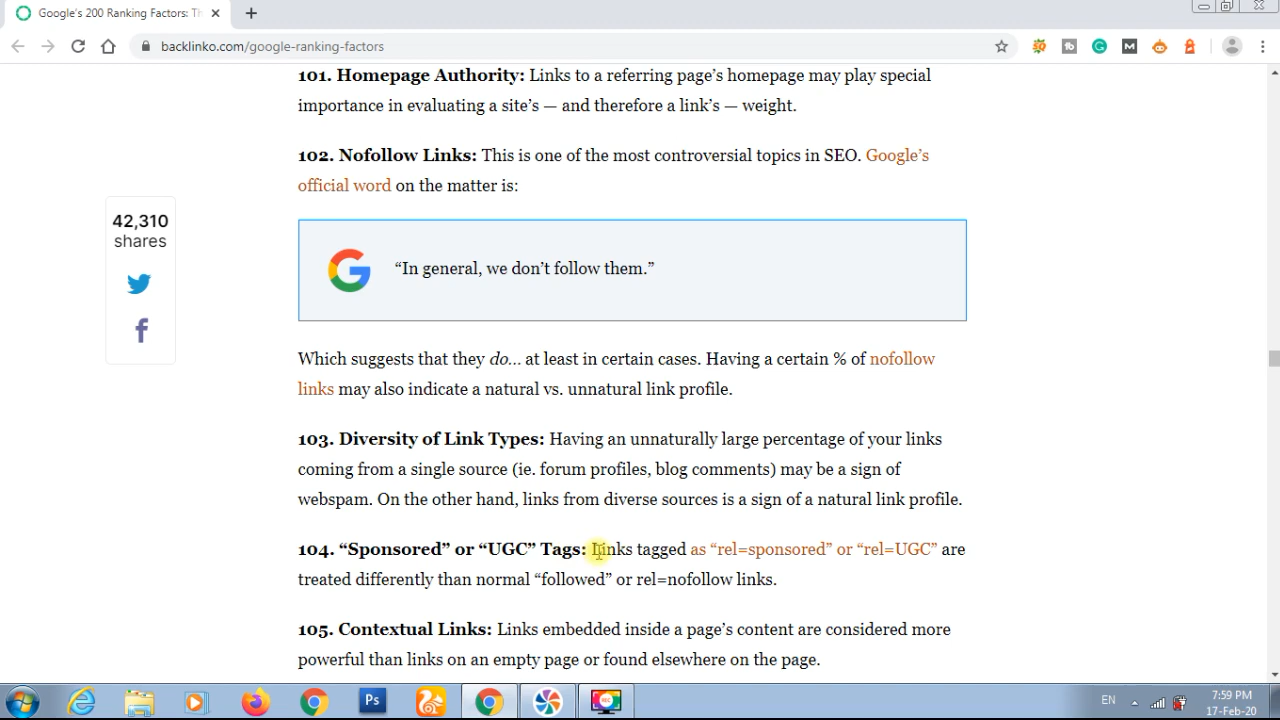 Google's 200 Ranking Factors: Th
backlinko.com/google-ranking-factors
101. Homepage Authority: Links to a referring page's homepage may play special
importance in evaluating a site's — and therefore a link's — weight.
102. Nofollow Links: This is one of the most controversial topics in SEO. Google's
official word on the matter is:
42,310
shares
“In general, we don't follow them.”
Which suggests that they do... at least in certain cases. Having a certain % of nofollow
links may also indicate a natural vs. unnatural link profile.
103. Diversity of Link Types: Having an unnaturally large percentage of your links
coming from a single source (ie. forum profiles, blog comments) may be a sign of
webspam. On the other hand, links from diverse sources is a sign of a natural link profile.
104. “Sponsored” or “UGC” Tags: Links tagged as “rel=sponsored” or “rel=UGC” are
treated differently than normal “followed” or rel=nofollow links.
105. Contextual Links: Links embedded inside a page's content are considered more
powerful than links on an empty page or found elsewhere on the page.
Ps
EN
7:59 PM
17-Feb-20